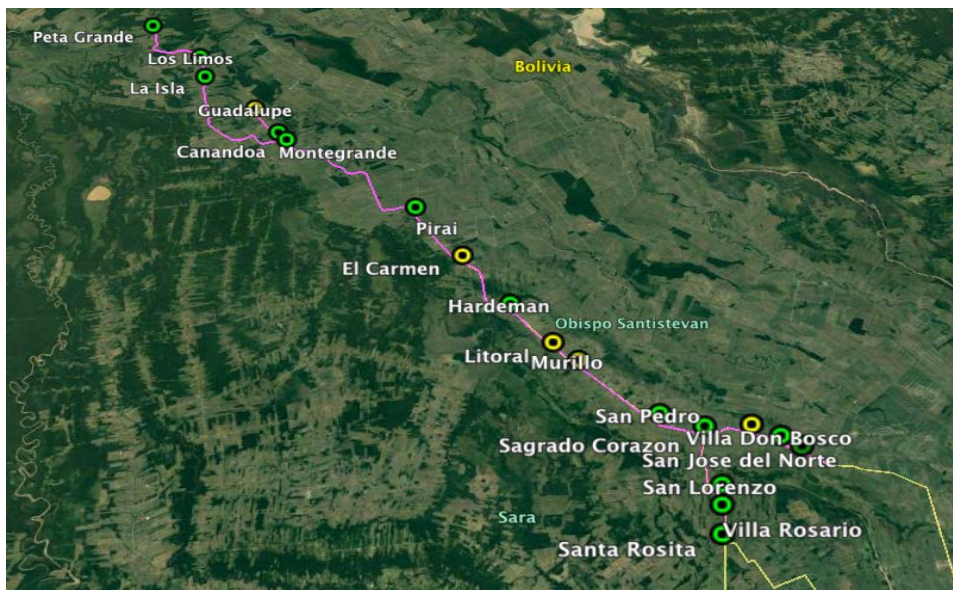 Peta Grande
Los Limos
Bolivia
La Isla
Guadalupe
Canandoa
Montegrande
Pirai
El Carmen
Hardeman
Obispo Santistevan
Litoral
Murillo
San Pedro
Sagrado Corazon
Villa Don Bosco
San Jose del Norte
San Lorenzo
Sara
Villa Rosario
Santa Rosita